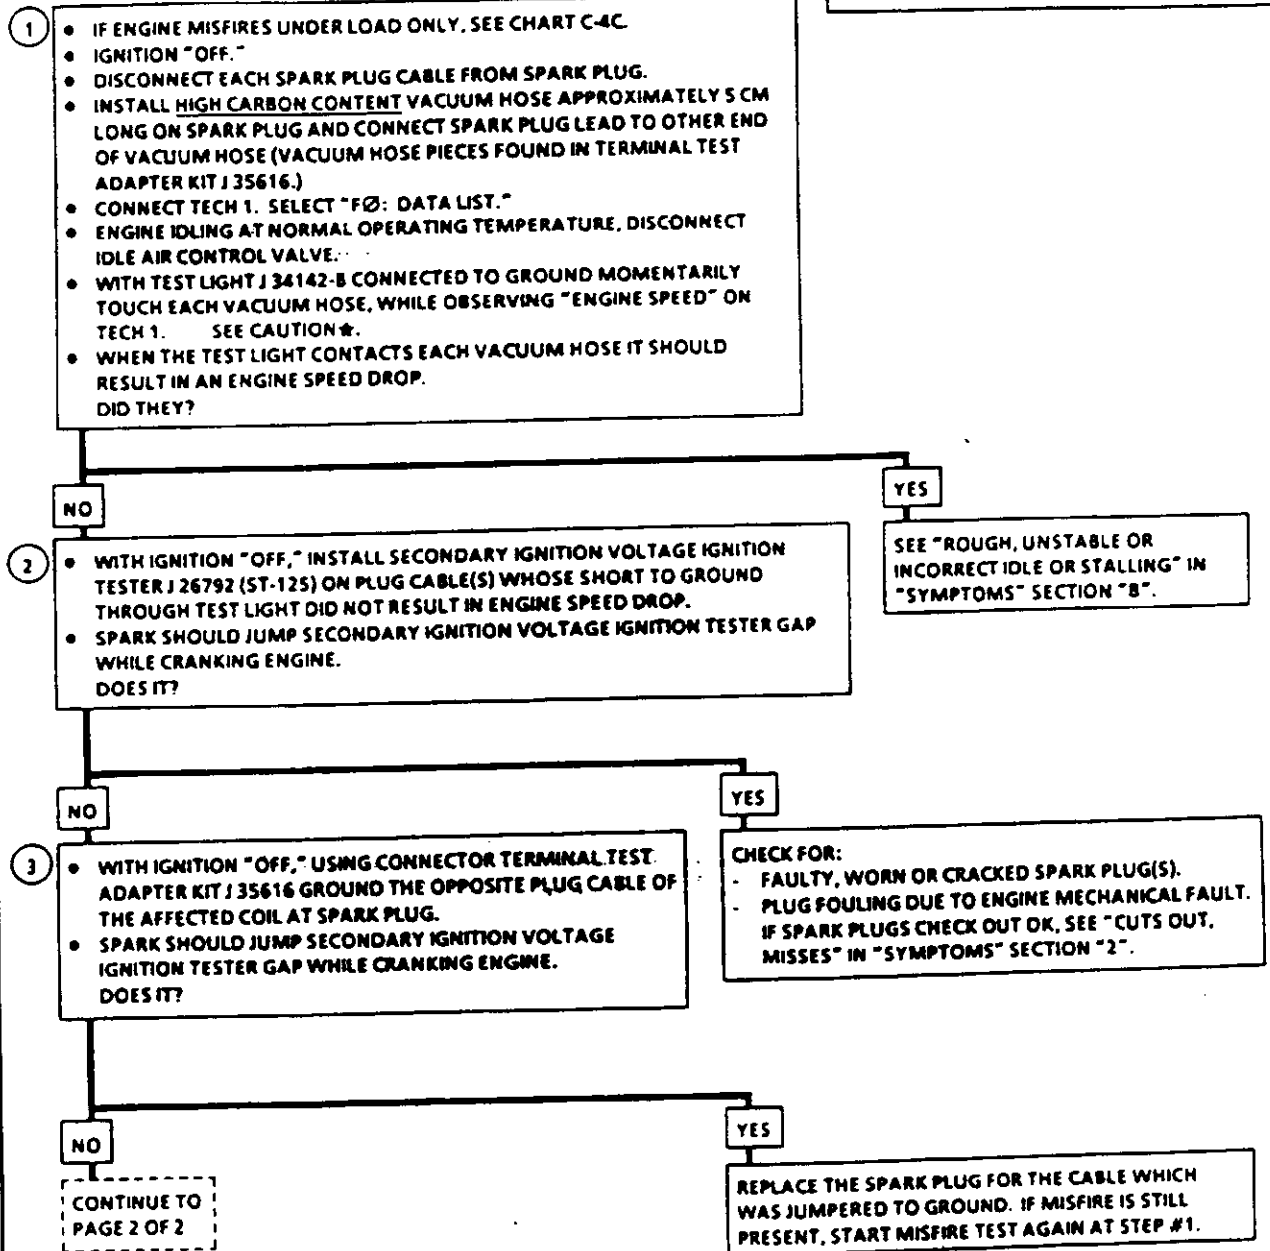 1
• IF ENGINE MISFIRES UNDER LOAD ONLY, SEE CHART C-4C.
• IGNITION "OFF."
• DISCONNECT EACH SPARK PLUG CABLE FROM SPARK PLUG.
• INSTALL HIGH CARBON CONTENT VACUUM HOSE APPROXIMATELY 5 CM
LONG ON SPARK PLUG AND CONNECT SPARK PLUG LEAD TO OTHER END
OF VACUUM HOSE (VACUUM HOSE PIECES FOUND IN TERMINAL TEST
ADAPTER KIT J 35616.)
• CONNECT TECH 1. SELECT "FØ: DATA LIST."
• ENGINE IDLING AT NORMAL OPERATING TEMPERATURE, DISCONNECT
IDLE AIR CONTROL VALVE.
• WITH TEST LIGHT J 34142-B CONNECTED TO GROUND MOMENTARILY
TOUCH EACH VACUUM HOSE, WHILE OBSERVING "ENGINE SPEED" ON
TECH 1. SEE CAUTION★.
• WHEN THE TEST LIGHT CONTACTS EACH VACUUM HOSE IT SHOULD
RESULT IN AN ENGINE SPEED DROP.
DID THEY?
NO
YES
SEE "ROUGH, UNSTABLE OR
INCORRECT IDLE OR STALLING" IN
"SYMPTOMS" SECTION "B".
2
• WITH IGNITION "OFF," INSTALL SECONDARY IGNITION VOLTAGE IGNITION
TESTER J 26792 (ST-125) ON PLUG CABLE(S) WHOSE SHORT TO GROUND
THROUGH TEST LIGHT DID NOT RESULT IN ENGINE SPEED DROP.
• SPARK SHOULD JUMP SECONDARY IGNITION VOLTAGE IGNITION TESTER GAP
WHILE CRANKING ENGINE.
DOES IT?
NO
YES
CHECK FOR:
- FAULTY, WORN OR CRACKED SPARK PLUG(S).
- PLUG FOULING DUE TO ENGINE MECHANICAL FAULT.
IF SPARK PLUGS CHECK OUT OK, SEE "CUTS OUT,
MISSES" IN "SYMPTOMS" SECTION "2".
3
• WITH IGNITION "OFF," USING CONNECTOR TERMINAL TEST
ADAPTER KIT J 35616 GROUND THE OPPOSITE PLUG CABLE OF
THE AFFECTED COIL AT SPARK PLUG.
• SPARK SHOULD JUMP SECONDARY IGNITION VOLTAGE
IGNITION TESTER GAP WHILE CRANKING ENGINE.
DOES IT?
NO
YES
CONTINUE TO
PAGE 2 OF 2
REPLACE THE SPARK PLUG FOR THE CABLE WHICH
WAS JUMPERED TO GROUND. IF MISFIRE IS STILL
PRESENT, START MISFIRE TEST AGAIN AT STEP #1.